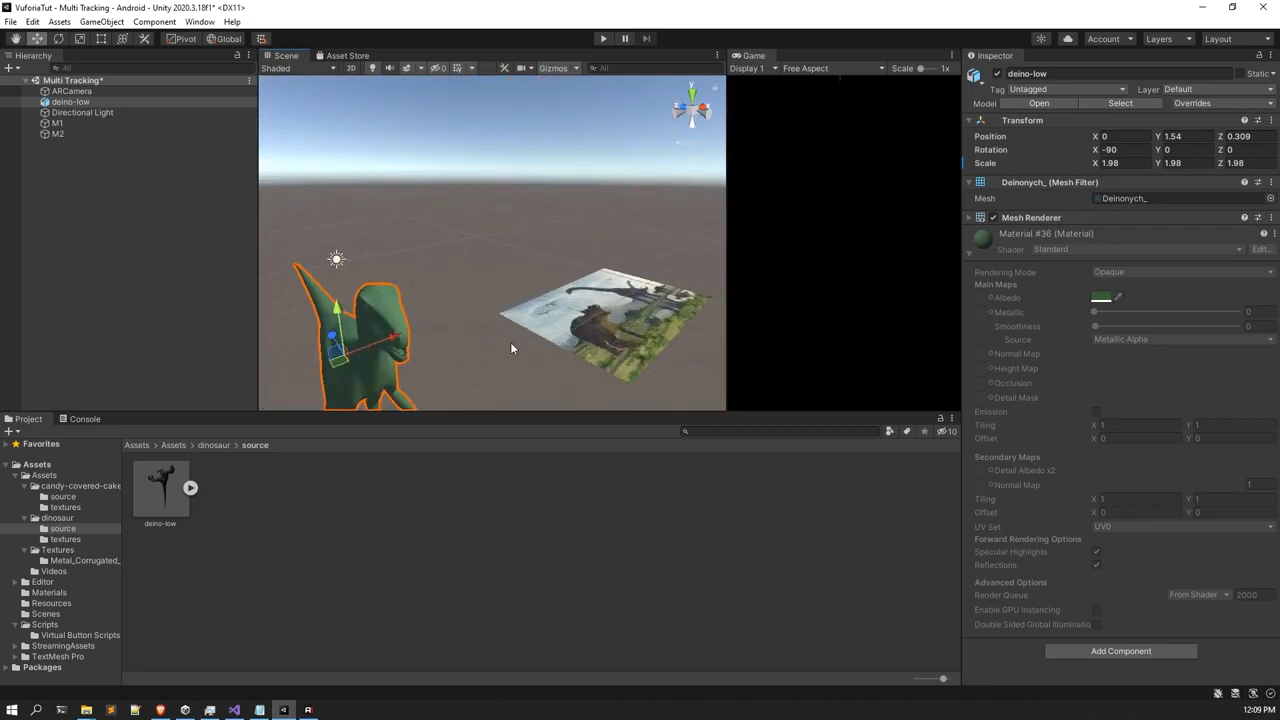 VuforiaTut - Multi Tracking - Android - Unity 2020.3.18f1* <DX11>
File Edit Assets GameObject Component Window Help
Pivot Global Account Layers Layout
Hierarchy Scene Asset Store Game Inspector
All Shaded 2D 0 Gizmos All Display 1 Free Aspect Scale 1x
deino-low Static
Multi Tracking*
ARCamera
deino-low
Directional Light
M1
M2
y
Tag Untagged Layer Default
Model Open Select Overrides
Transform
Position X 0 Y 1.54 Z 0.309
Rotation X -90 Y 0 Z 0
Scale X 1.98 Y 1.98 Z 1.98
Deinonych_ (Mesh Filter)
Mesh Deinonych_
Mesh Renderer
Material #36 (Material)
Shader Standard Edit...
Rendering Mode Opaque
Main Maps
Albedo
Metallic 0
Smoothness 0
Source Metallic Alpha
Normal Map
Height Map
Occlusion
Detail Mask
Emission
Tiling X 1 Y 1
Offset X 0 Y 0
Secondary Maps
Detail Albedo x2
Normal Map 1
Tiling X 1 Y 1
Offset X 0 Y 0
UV Set UV0
Forward Rendering Options
Specular Highlights
Reflections
Advanced Options
Render Queue From Shader 2000
Enable GPU Instancing
Double Sided Global Illuminatio
Add Component
Project Console
10
Favorites
Assets
Assets
candy-covered-cake
source
textures
dinosaur
source
textures
Textures
Metal_Corrugated_
Videos
Editor
Materials
Resources
Scenes
Scripts
Virtual Button Scripts
StreamingAssets
TextMesh Pro
Packages
Assets Assets dinosaur source
deino-low
12:09 PM